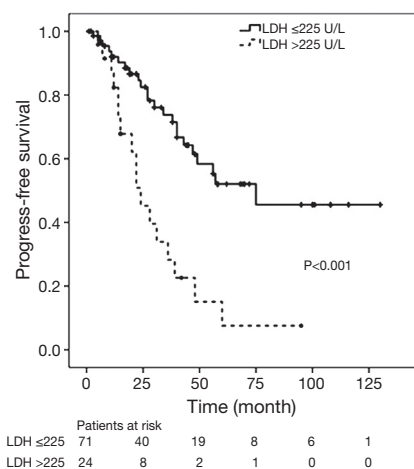 LDH ≤225 U/L
LDH >225 U/L
1.0
0.8
0.6
0.4
0.2
0.0
Progress-free survival
P<0.001
0 25 50 75 100 125
Time (month)
Patients at risk
LDH ≤225 71 40 19 8 6 1
LDH >225 24 8 2 1 0 0